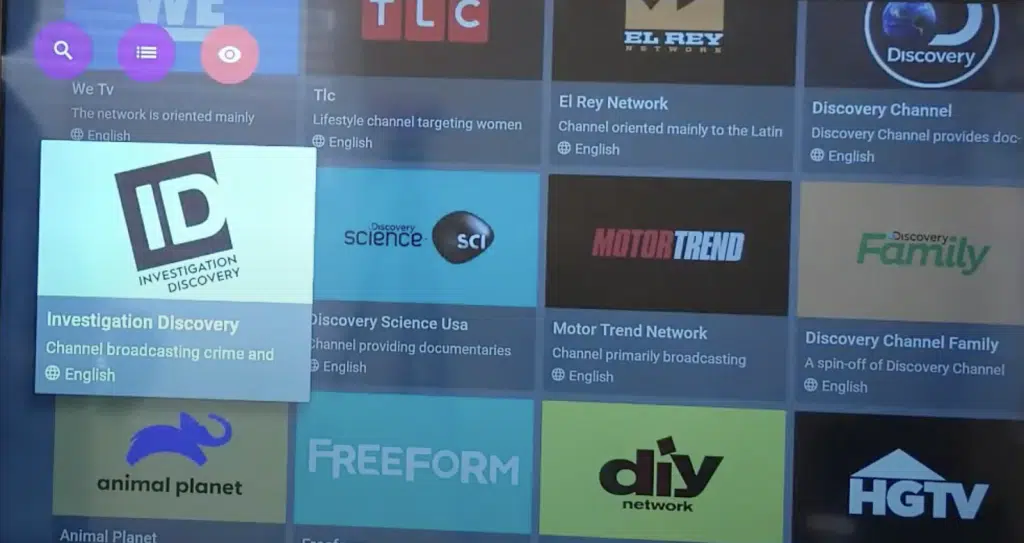 WE
TLC
EL REY
NETWORK
Discovery
We Tv
The network is oriented mainly
English
Tlc
Lifestyle channel targeting women
English
El Rey Network
Channel oriented mainly to the Latin
English
Discovery Channel
Discovery Channel provides doc-
English
ID
INVESTIGATION
DISCOVERY
Investigation Discovery
Channel broadcasting crime and
English
Discovery
science
SCI
Discovery Science Usa
Channel providing documentaries
English
MOTORTREND
Motor Trend Network
Channel primarily broadcasting
English
Discovery
Family
Discovery Channel Family
A spin-off of Discovery Channel
English
animal planet
Animal Planet
FREEFORM
Freeform
diy
network
HGTV